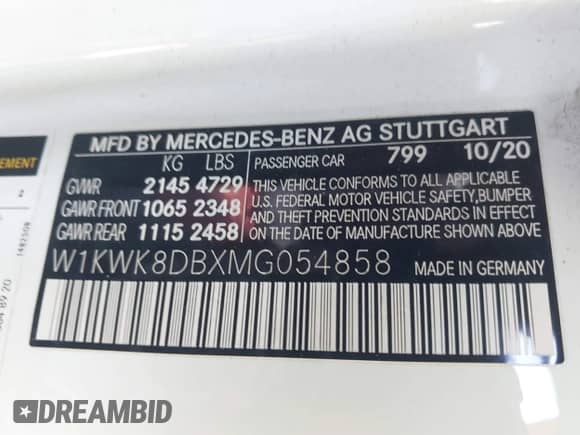 MFD BY MERCEDES-BENZ AG STUTTGART
KG LBS PASSENGER CAR 799 10/20
GVWR 2145 4729 THIS VEHICLE CONFORMS TO ALL APPLICABLE
GAWR FRONT 1065 2348 U.S. FEDERAL MOTOR VEHICLE SAFETY, BUMPER
GAWR REAR 1115 2458 AND THEFT PREVENTION STANDARDS IN EFFECT
ON THE DATE OF MANUFACTURE SHOWN ABOVE
W1KWK8DBXMG054858 MADE IN GERMANY
EMENT
2
DREAMBID